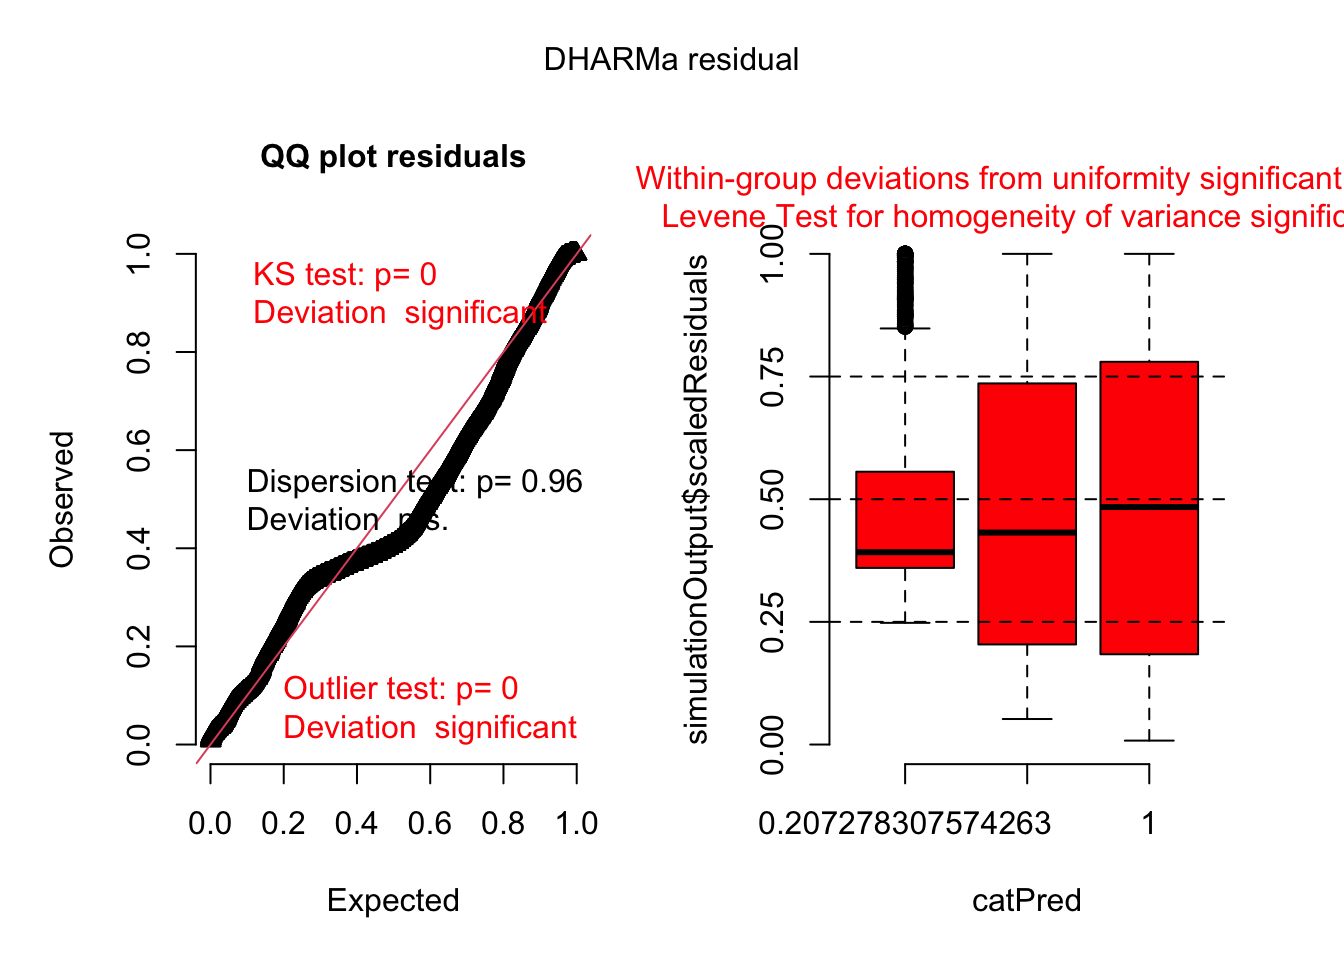 DHARMa residual
QQ plot residuals
KS test: p= 0
Deviation  significant
Dispersion test: p= 0.96
Deviation  n.s.
Outlier test: p= 0
Deviation  significant
Observed
0.0 0.2 0.4 0.6 0.8 1.0
0.0 0.2 0.4 0.6 0.8 1.0
Expected
Within-group deviations from uniformity significant
Levene Test for homogeneity of variance signific
simulationOutput$scaledResiduals
0.00 0.25 0.50 0.75 1.00
0.207278307574263 1
catPred